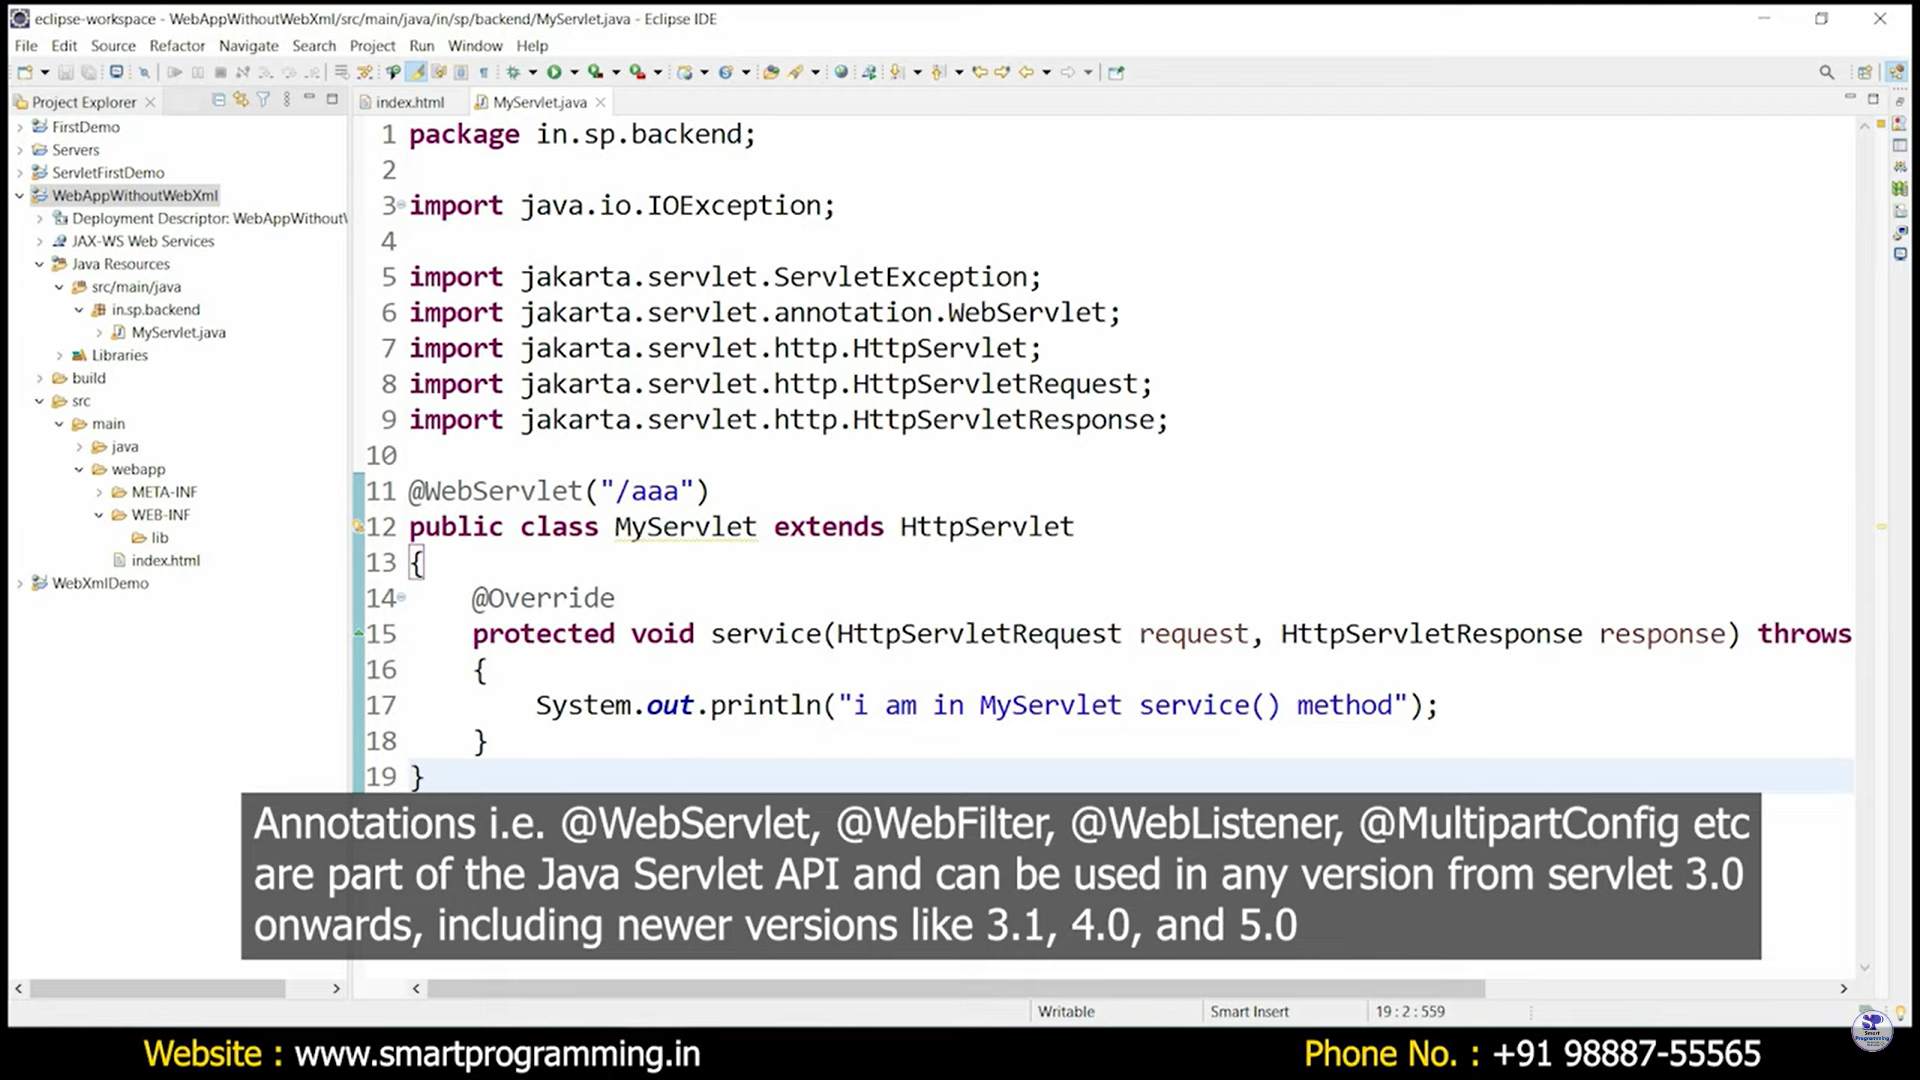 eclipse-workspace - WebAppWithoutWebXml/src/main/java/in/sp/backend/MyServlet.java - Eclipse IDE
File Edit Source Refactor Navigate Search Project Run Window Help
Project Explorer
index.html
MyServlet.java
FirstDemo
Servers
ServletFirstDemo
WebAppWithoutWebXml
Deployment Descriptor: WebAppWithout
JAX-WS Web Services
Java Resources
src/main/java
in.sp.backend
MyServlet.java
Libraries
build
src
main
java
webapp
META-INF
WEB-INF
lib
index.html
WebXmlDemo
1 package in.sp.backend;
2
3 import java.io.IOException;
4
5 import jakarta.servlet.ServletException;
6 import jakarta.servlet.annotation.WebServlet;
7 import jakarta.servlet.http.HttpServlet;
8 import jakarta.servlet.http.HttpServletRequest;
9 import jakarta.servlet.http.HttpServletResponse;
10
11 @WebServlet("/aaa")
12 public class MyServlet extends HttpServlet
13 {
14 @Override
15 protected void service(HttpServletRequest request, HttpServletResponse response) throws
16 {
17 System.out.println("i am in MyServlet service() method");
18 }
19 }
Annotations i.e. @WebServlet, @WebFilter, @WebListener, @MultipartConfig etc
are part of the Java Servlet API and can be used in any version from servlet 3.0
onwards, including newer versions like 3.1, 4.0, and 5.0
Writable Smart Insert 19 : 2 : 559
Smart
Programming
Website : www.smartprogramming.in
Phone No. : +91 98887-55565